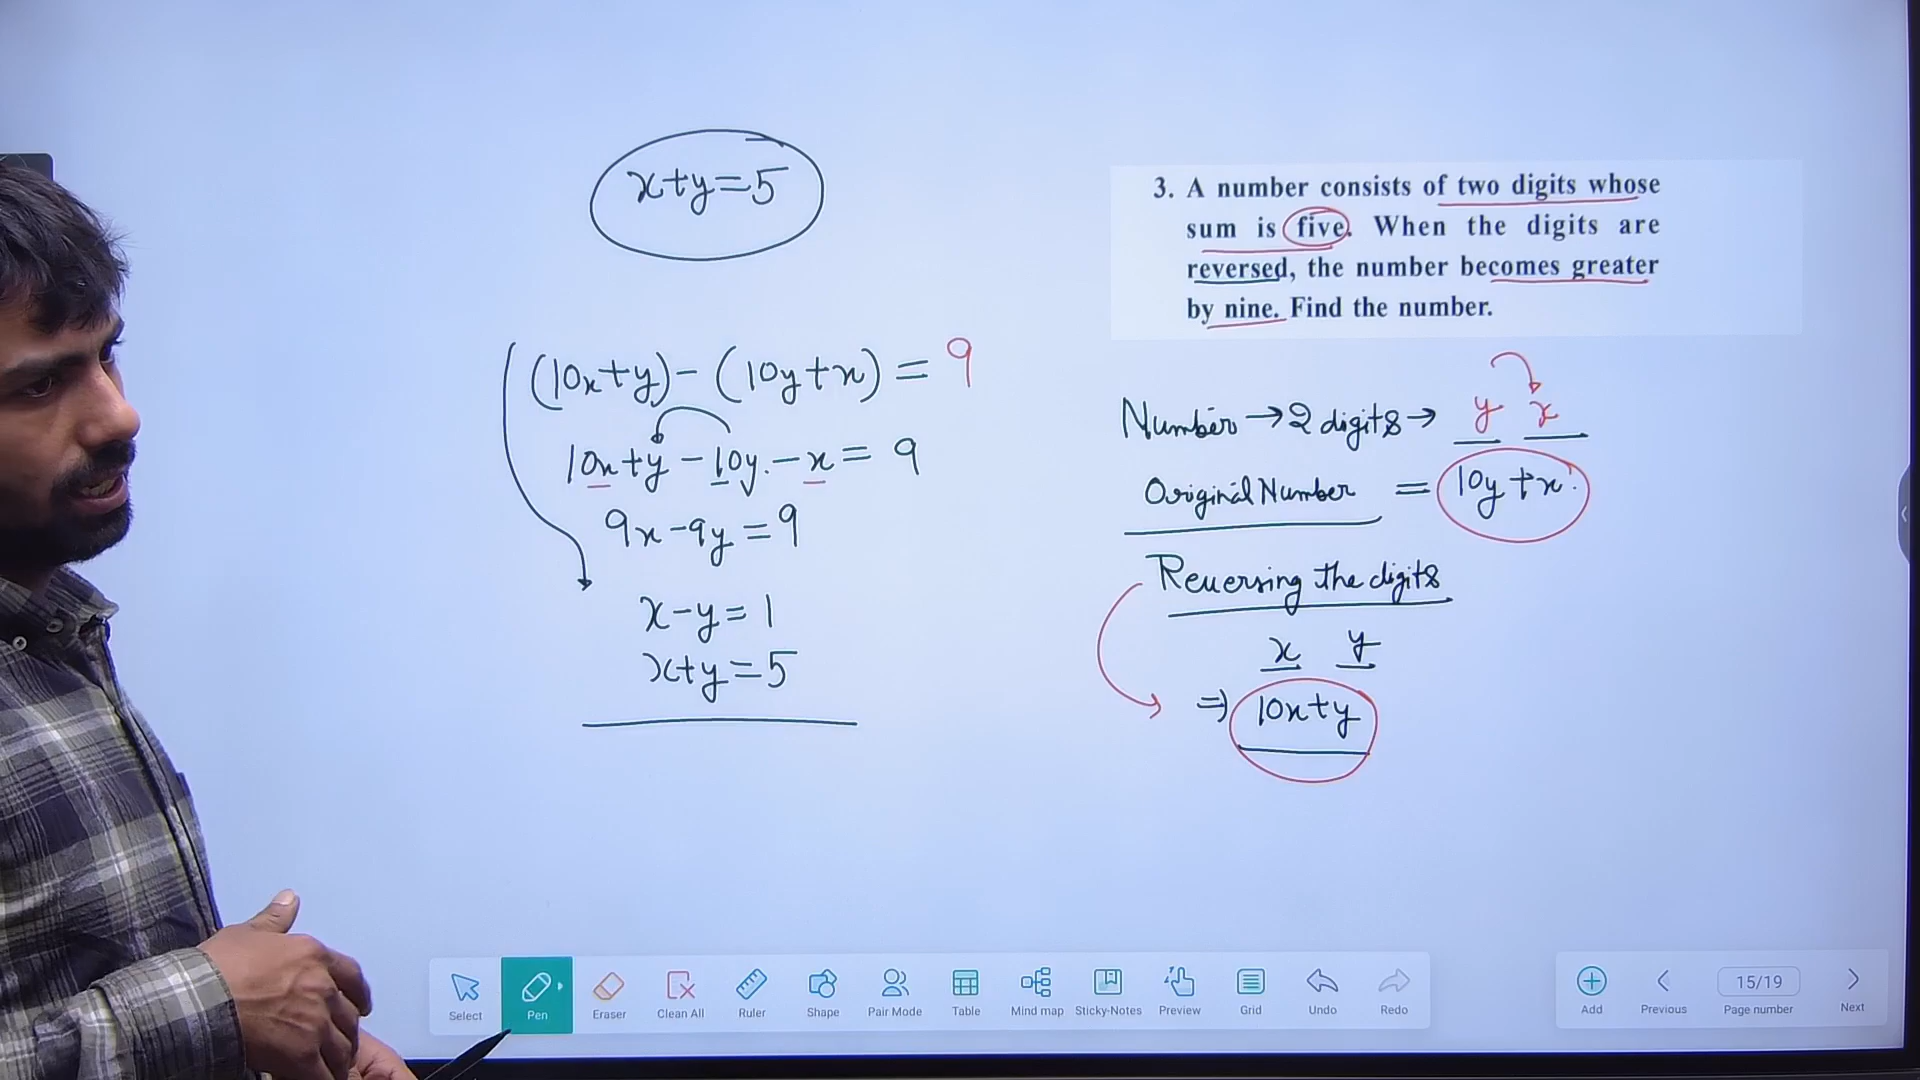 x+y=5
(10x+y)-(10y+x)=9
10x+y-10y-x=9
9x-9y=9
x-y=1
x+y=5
3. A number consists of two digits whose
sum is five. When the digits are
reversed, the number becomes greater
by nine. Find the number.
Number→2 digits→ y x
Original Number = 10y+x
Reversing the digits
x y
⇒ 10x+y
Select Pen Eraser Clean All Ruler Shape Pair Mode Table Mind map Sticky-Notes Preview Grid Undo Redo
15/19
Add Previous Page number Next